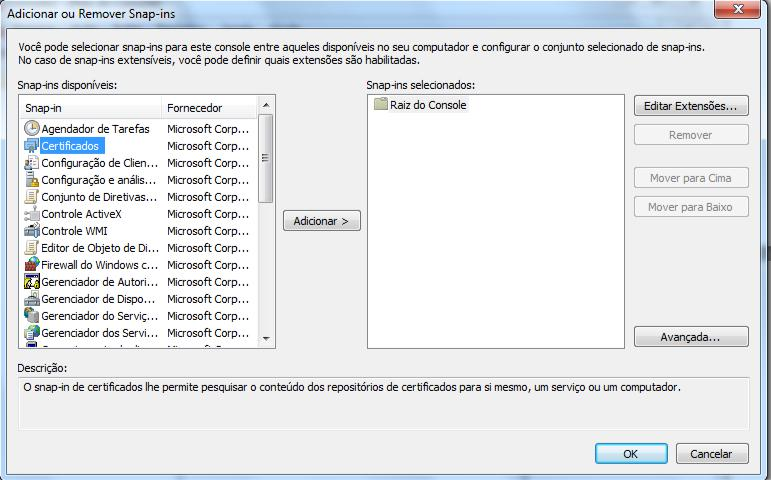 Adicionar ou Remover Snap-ins
Você pode selecionar snap-ins para este console entre aqueles disponíveis no seu computador e configurar o conjunto selecionado de snap-ins.
No caso de snap-ins extensíveis, você pode definir quais extensões são habilitadas.
Snap-ins disponíveis:
Snap-in Fornecedor
Agendador de Tarefas Microsoft Corp...
Certificados Microsoft Corp...
Configuração de Clien... Microsoft Corp...
Configuração e anális... Microsoft Corp...
Conjunto de Diretivas... Microsoft Corp...
Controle ActiveX Microsoft Corp...
Controle WMI Microsoft Corp...
Editor de Objeto de Di... Microsoft Corp...
Firewall do Windows c... Microsoft Corp...
Gerenciador de Autori... Microsoft Corp...
Gerenciador de Dispo... Microsoft Corp...
Gerenciador do Serviç... Microsoft Corp...
Gerenciador dos Servi... Microsoft Corp...
Adicionar >
Snap-ins selecionados:
Raiz do Console
Editar Extensões...
Remover
Mover para Cima
Mover para Baixo
Avançada...
Descrição:
O snap-in de certificados lhe permite pesquisar o conteúdo dos repositórios de certificados para si mesmo, um serviço ou um computador.
OK
Cancelar